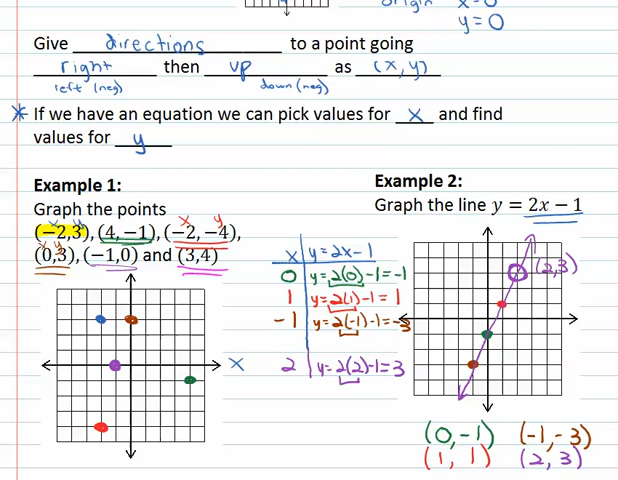 origin
x=0
y=0
Give directions to a point going
right then up as (x, y)
left (neg) down (neg)
* If we have an equation we can pick values for x and find
values for y
Example 1:
Graph the points
x y x y
(−2,3), (4,−1), (−2,−4),
x y
(0,3), (−1,0) and (3,4)
x
Example 2:
Graph the line y = 2x − 1
x | y=2x-1
0 y=2(0)-1=-1
1 y=2(1)-1=1
-1 y=2(-1)-1=-3
2 y=2(2)-1=3
(2,3)
(0,-1) (-1,-3)
(1, 1) (2,3)